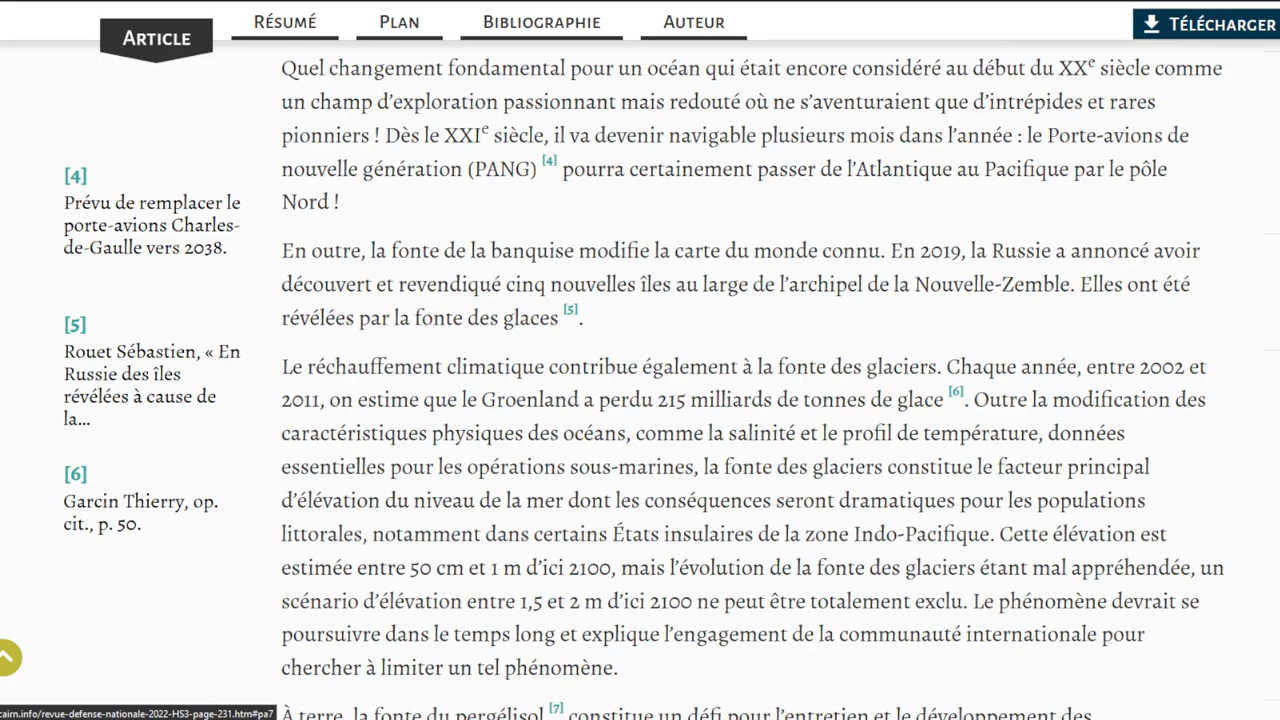 ARTICLE
RÉSUMÉ
PLAN
BIBLIOGRAPHIE
AUTEUR
TÉLÉCHARGER
Quel changement fondamental pour un océan qui était encore considéré au début du XXe siècle comme
un champ d’exploration passionnant mais redouté où ne s’aventuraient que d’intrépides et rares
pionniers ! Dès le XXIe siècle, il va devenir navigable plusieurs mois dans l’année : le Porte-avions de
nouvelle génération (PANG) [4] pourra certainement passer de l’Atlantique au Pacifique par le pôle
Nord !
[4]
Prévu de remplacer le
porte-avions Charles-
de-Gaulle vers 2038.
En outre, la fonte de la banquise modifie la carte du monde connu. En 2019, la Russie a annoncé avoir
découvert et revendiqué cinq nouvelles îles au large de l’archipel de la Nouvelle-Zemble. Elles ont été
révélées par la fonte des glaces [5].
[5]
Rouet Sébastien, « En
Russie des îles
révélées à cause de
la...
Le réchauffement climatique contribue également à la fonte des glaciers. Chaque année, entre 2002 et
2011, on estime que le Groenland a perdu 215 milliards de tonnes de glace [6]. Outre la modification des
caractéristiques physiques des océans, comme la salinité et le profil de température, données
essentielles pour les opérations sous-marines, la fonte des glaciers constitue le facteur principal
d’élévation du niveau de la mer dont les conséquences seront dramatiques pour les populations
littorales, notamment dans certains États insulaires de la zone Indo-Pacifique. Cette élévation est
estimée entre 50 cm et 1 m d’ici 2100, mais l’évolution de la fonte des glaciers étant mal appréhendée, un
scénario d’élévation entre 1,5 et 2 m d’ici 2100 ne peut être totalement exclu. Le phénomène devrait se
poursuivre dans le temps long et explique l’engagement de la communauté internationale pour
chercher à limiter un tel phénomène.
[6]
Garcin Thierry, op.
cit., p. 50.
À terre, la fonte du pergélisol [7] constitue un défi pour l’entretien et le développement des
cairn.info/revue-defense-nationale-2022-HS3-page-231.htm#pa7